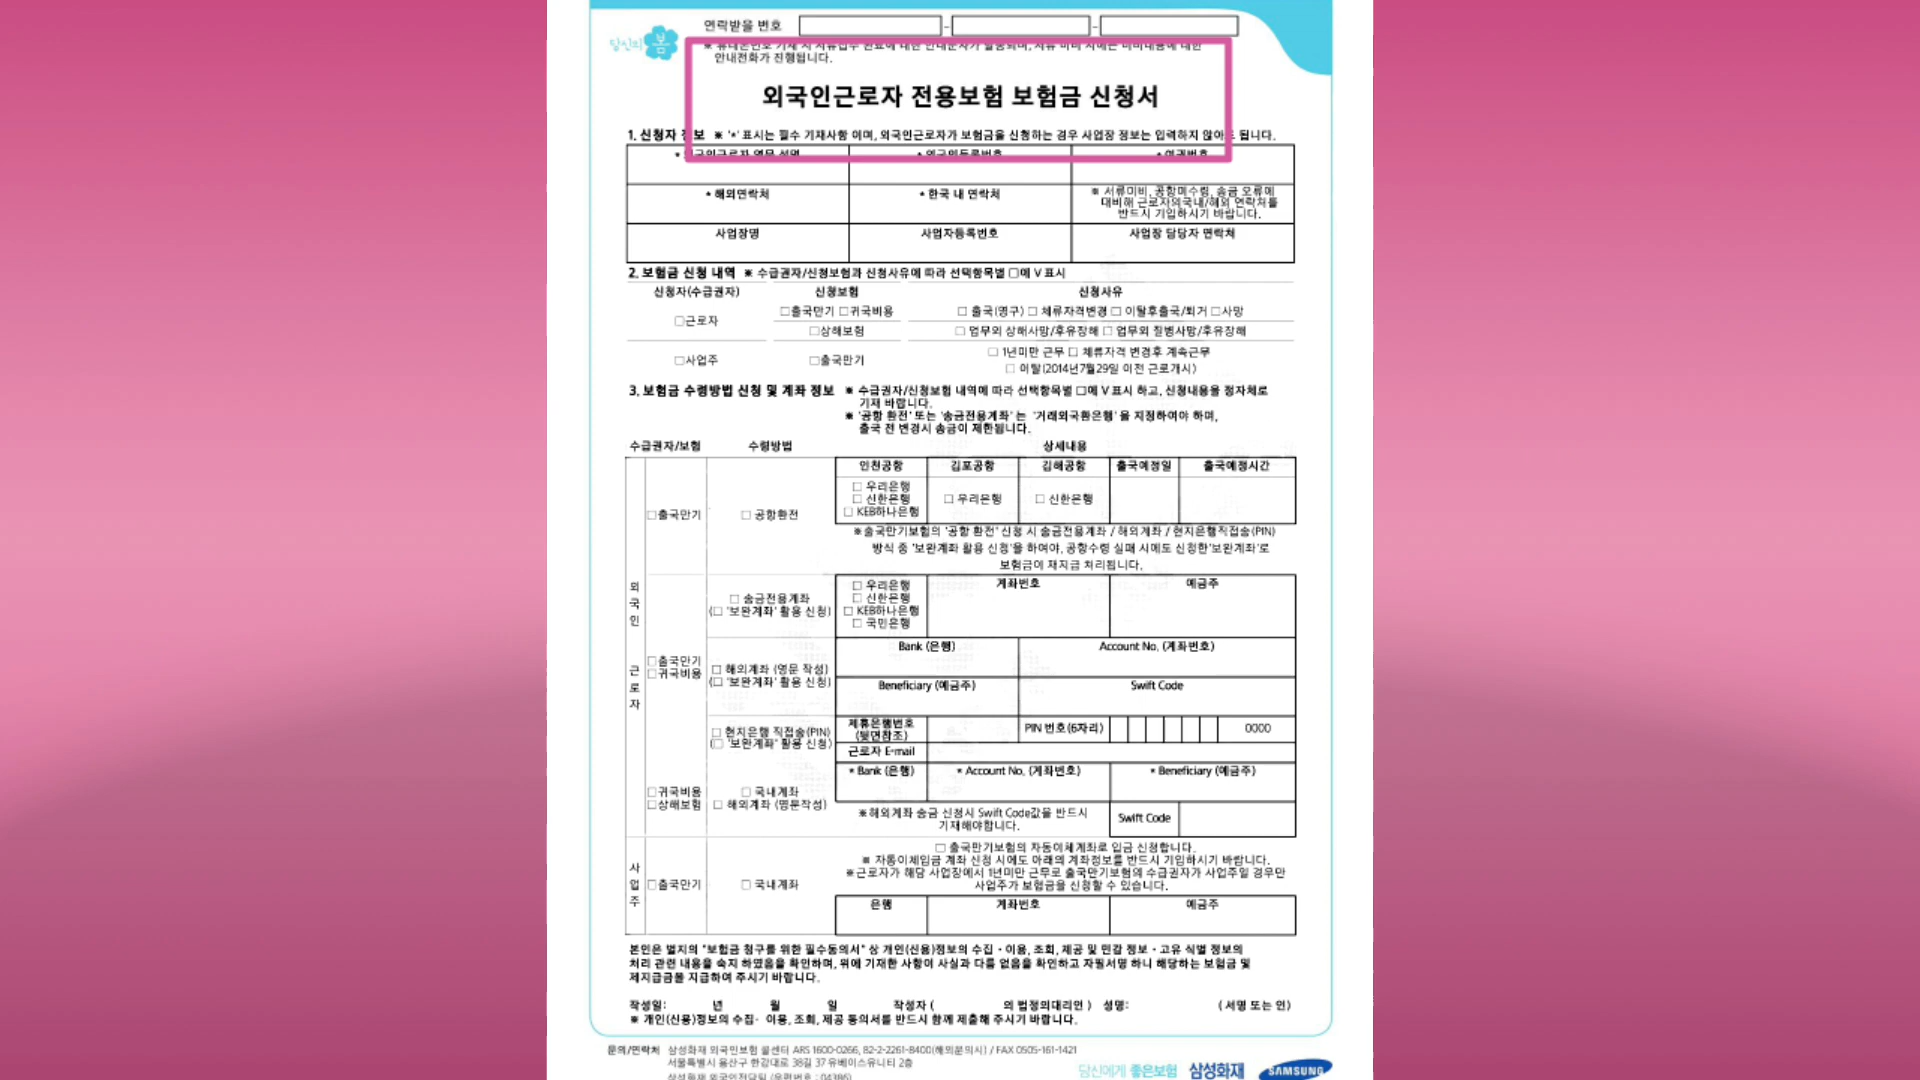 연락받을 번호 - -
당신의 봄
※ 휴대폰번호 기재 시 서류접수 완료에 대한 안내문자가 발송되며, 서류 미비 시에는 미비내용에 대한
안내전화가 진행됩니다.
외국인근로자 전용보험 보험금 신청서
1. 신청자 정보 ※ '*' 표시는 필수 기재사항 이며, 외국인근로자가 보험금을 신청하는 경우 사업장 정보는 입력하지 않아도 됩니다.
* 외국인근로자 영문 성명 * 외국인등록번호 * 여권번호
* 해외연락처 * 한국 내 연락처 ※ 서류미비, 공항미수령, 송금 오류에
대비해 근로자의국내/해외 연락처를
반드시 기입하시기 바랍니다.
사업장명 사업자등록번호 사업장 담당자 연락처
2. 보험금 신청 내역 ※ 수급권자/신청보험과 신청사유에 따라 선택항목별 □에 V 표시
신청자(수급권자) 신청보험 신청사유
□근로자 □출국만기 □귀국비용 □ 출국(영구) □ 체류자격변경 □ 이탈후출국/퇴거 □사망
□상해보험 □ 업무외 상해사망/후유장해 □ 업무외 질병사망/후유장해
□사업주 □출국만기 □ 1년미만 근무 □ 체류자격 변경후 계속근무
□ 이탈(2014년7월29일 이전 근로개시)
3. 보험금 수령방법 신청 및 계좌 정보 ※ 수급권자/신청보험 내역에 따라 선택항목별 □에 V 표시 하고, 신청내용을 정자체로
기재 바랍니다.
※ '공항 환전' 또는 '송금전용계좌' 는 '거래외국환은행' 을 지정하여야 하며,
출국 전 변경시 송금이 제한됩니다.
수급권자/보험 수령방법 상세내용
인천공항 김포공항 김해공항 출국예정일 출국예정시간
□ 우리은행
□ 신한은행 □ 우리은행 □ 신한은행
□ KEB하나은행
□출국만기 □ 공항환전
※출국만기보험의 '공항 환전' 신청 시 송금전용계좌 / 해외계좌 / 현지은행직접송(PIN)
방식 중 '보완계좌 활용 신청'을 하여야, 공항수령 실패 시에도 신청한'보완계좌'로
보험금이 재지급 처리됩니다.
외국인 근로자
□ 우리은행 계좌번호 예금주
□ 신한은행
□ KEB하나은행
□ 국민은행
□ 송금전용계좌
(□ '보완계좌' 활용 신청)
Bank (은행) Account No. (계좌번호)
□출국만기
□귀국비용
□ 해외계좌 (영문 작성)
(□ '보완계좌' 활용 신청)
Beneficiary (예금주) Swift Code
□ 현지은행 직접송(PIN)
(□ '보완계좌' 활용 신청)
제휴은행번호
(뒷면참조) PIN 번호(6자리) 0000
근로자 E-mail
* Bank (은행) * Account No. (계좌번호) * Beneficiary (예금주)
□귀국비용
□상해보험
□ 국내계좌
□ 해외계좌 (영문작성)
※해외계좌 송금 신청시 Swift Code값을 반드시
기재해야합니다.
Swift Code
사업주 □출국만기 □ 국내계좌
□ 출국만기보험의 자동이체계좌로 입금 신청합니다.
※ 자동이체입금 계좌 신청 시에도 아래의 계좌정보를 반드시 기입하시기 바랍니다.
※근로자가 해당 사업장에서 1년미만 근무로 출국만기보험의 수급권자가 사업주일 경우만
사업주가 보험금을 신청할 수 있습니다.
은행 계좌번호 예금주
본인은 별지의 "보험금 청구를 위한 필수동의서" 상 개인(신용)정보의 수집・이용, 조회, 제공 및 민감 정보・고유 식별 정보의
처리 관련 내용을 숙지 하였음을 확인하며, 위에 기재한 사항이 사실과 다름 없음을 확인하고 자필서명 하니 해당하는 보험금 및
제지급금을 지급하여 주시기 바랍니다.
작성일: 년 월 일 작성자 ( 의 법정의대리인 ) 성명: ( 서명 또는 인)
※ 개인(신용)정보의 수집・ 이용, 조회, 제공 동의서를 반드시 함께 제출해 주시기 바랍니다.
문의/연락처 삼성화재 외국인보험 콜센터 ARS 1600-0266, 82-2-2261-8400(해외문의시) / FAX 0505-161-1421
서울특별시 용산구 한강대로 38길 37 유베이스유니티 2층
삼성화재 외국인전담팀 (우편번호 : 04386)
당신에게 좋은보험 삼성화재 SAMSUNG